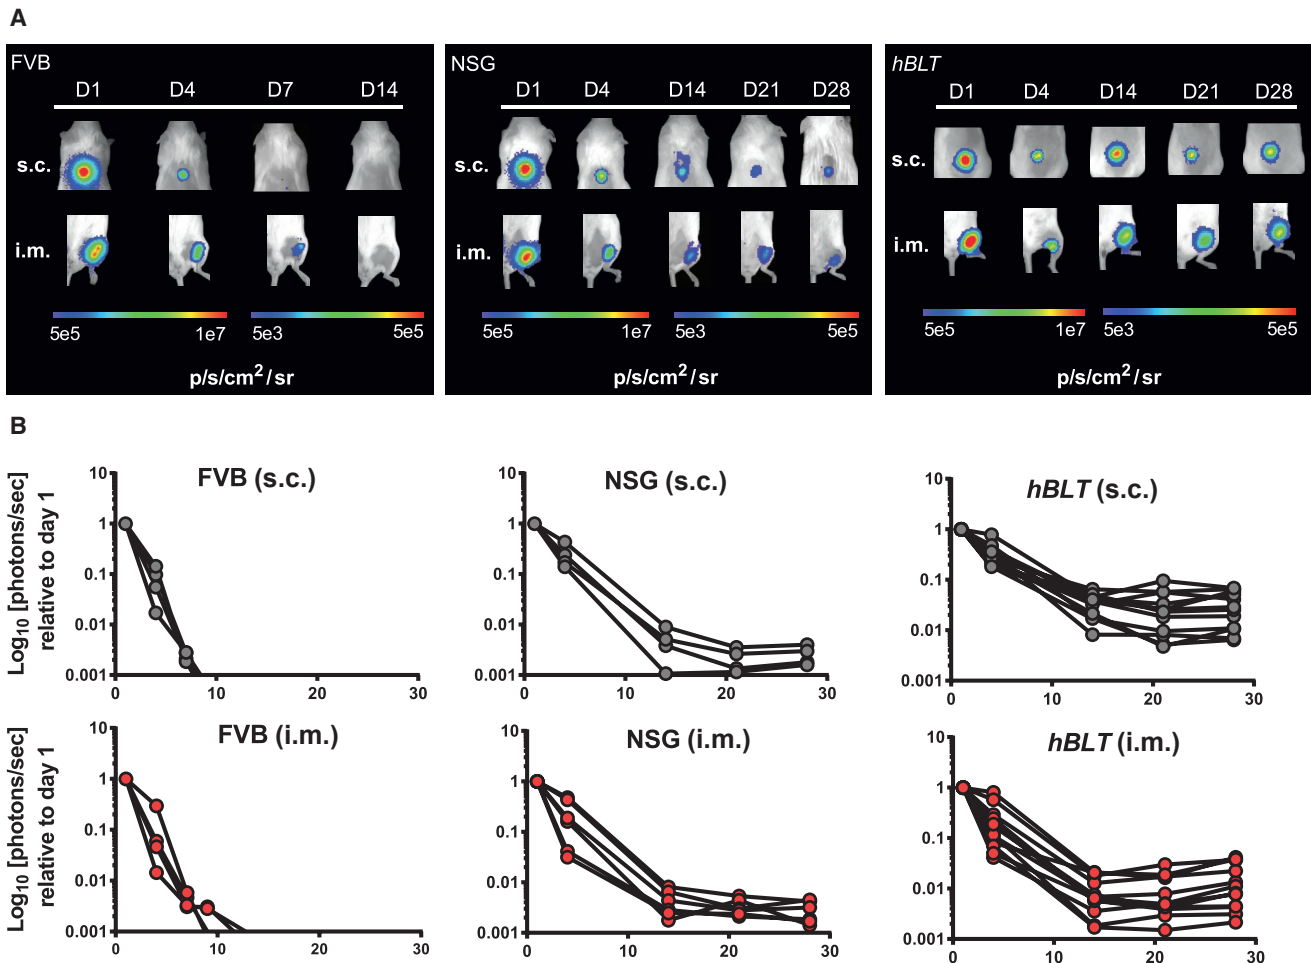 A
FVB
D1 D4 D7 D14
s.c.
i.m.
5e5 1e7 5e3 5e5
p/s/cm2/sr
NSG
D1 D4 D14 D21 D28
s.c.
i.m.
5e5 1e7 5e3 5e5
p/s/cm2/sr
hBLT
D1 D4 D14 D21 D28
s.c.
i.m.
5e5 1e7 5e3 5e5
p/s/cm2/sr
B
Log10 [photons/sec]
relative to day 1
FVB (s.c.)
10
1
0.1
0.01
0.001
0 10 20 30
NSG (s.c.)
10
1
0.1
0.01
0.001
0 10 20 30
hBLT (s.c.)
10
1
0.1
0.01
0.001
0 10 20 30
Log10 [photons/sec]
relative to day 1
FVB (i.m.)
10
1
0.1
0.01
0.001
0 10 20 30
NSG (i.m.)
10
1
0.1
0.01
0.001
0 10 20 30
hBLT (i.m.)
10
1
0.1
0.01
0.001
0 10 20 30